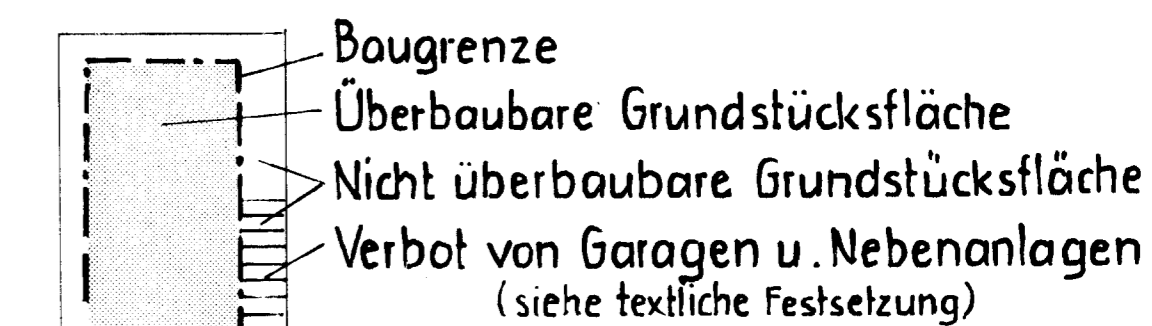 Baugrenze
Überbaubare Grundstücksfläche
Nicht überbaubare Grundstücksfläche
Verbot von Garagen u. Nebenanlagen
(siehe textliche Festsetzung)